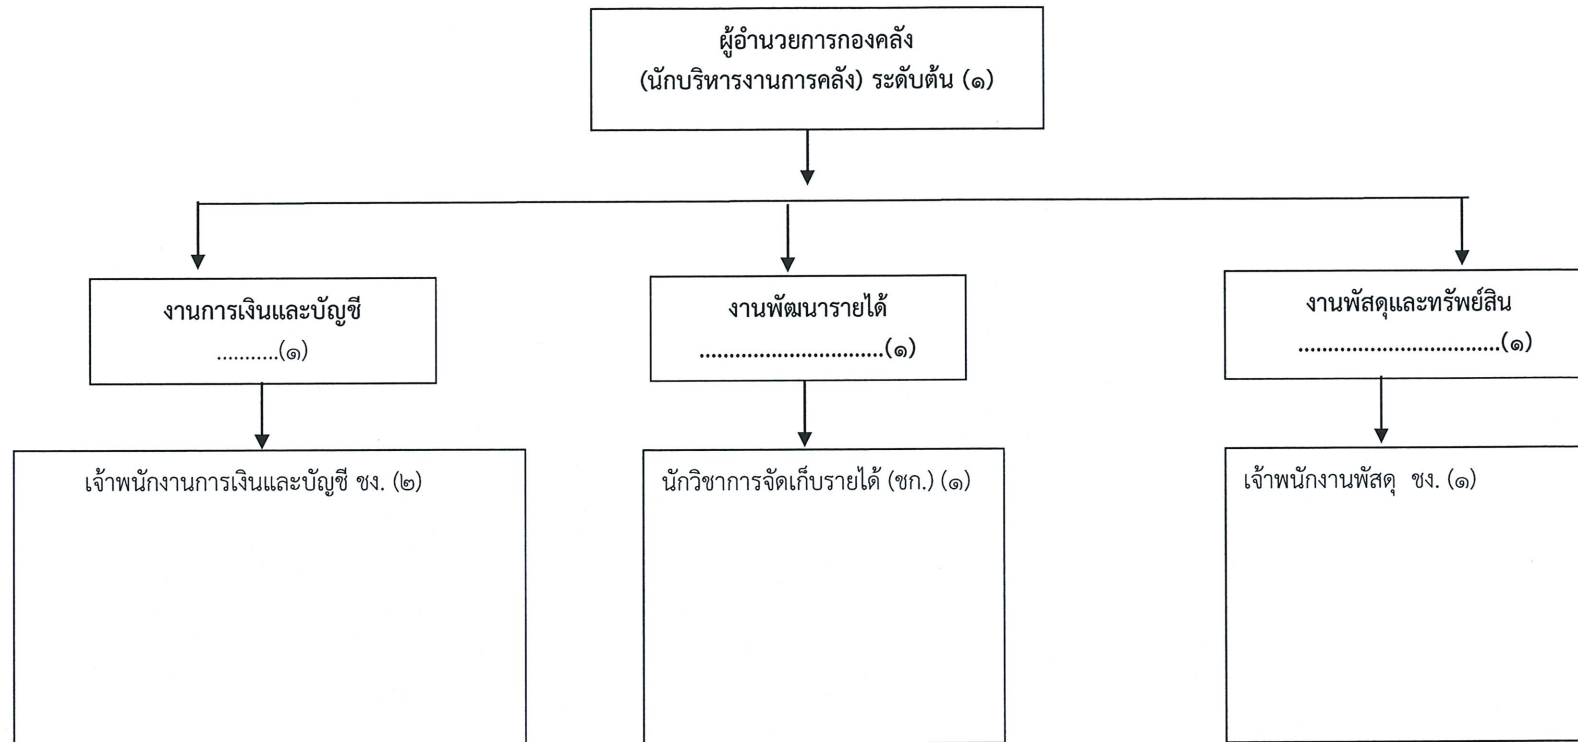 ผู้อำนวยการกองคลัง
(นักบริหารงานการคลัง) ระดับต้น (๑)
งานการเงินและบัญชี
...........(๑)
งานพัฒนารายได้
...............................(๑)
งานพัสดุและทรัพย์สิน
..................................(๑)
เจ้าพนักงานการเงินและบัญชี ชง. (๒)
นักวิชาการจัดเก็บรายได้ (ชก.) (๑)
เจ้าพนักงานพัสดุ ชง. (๑)